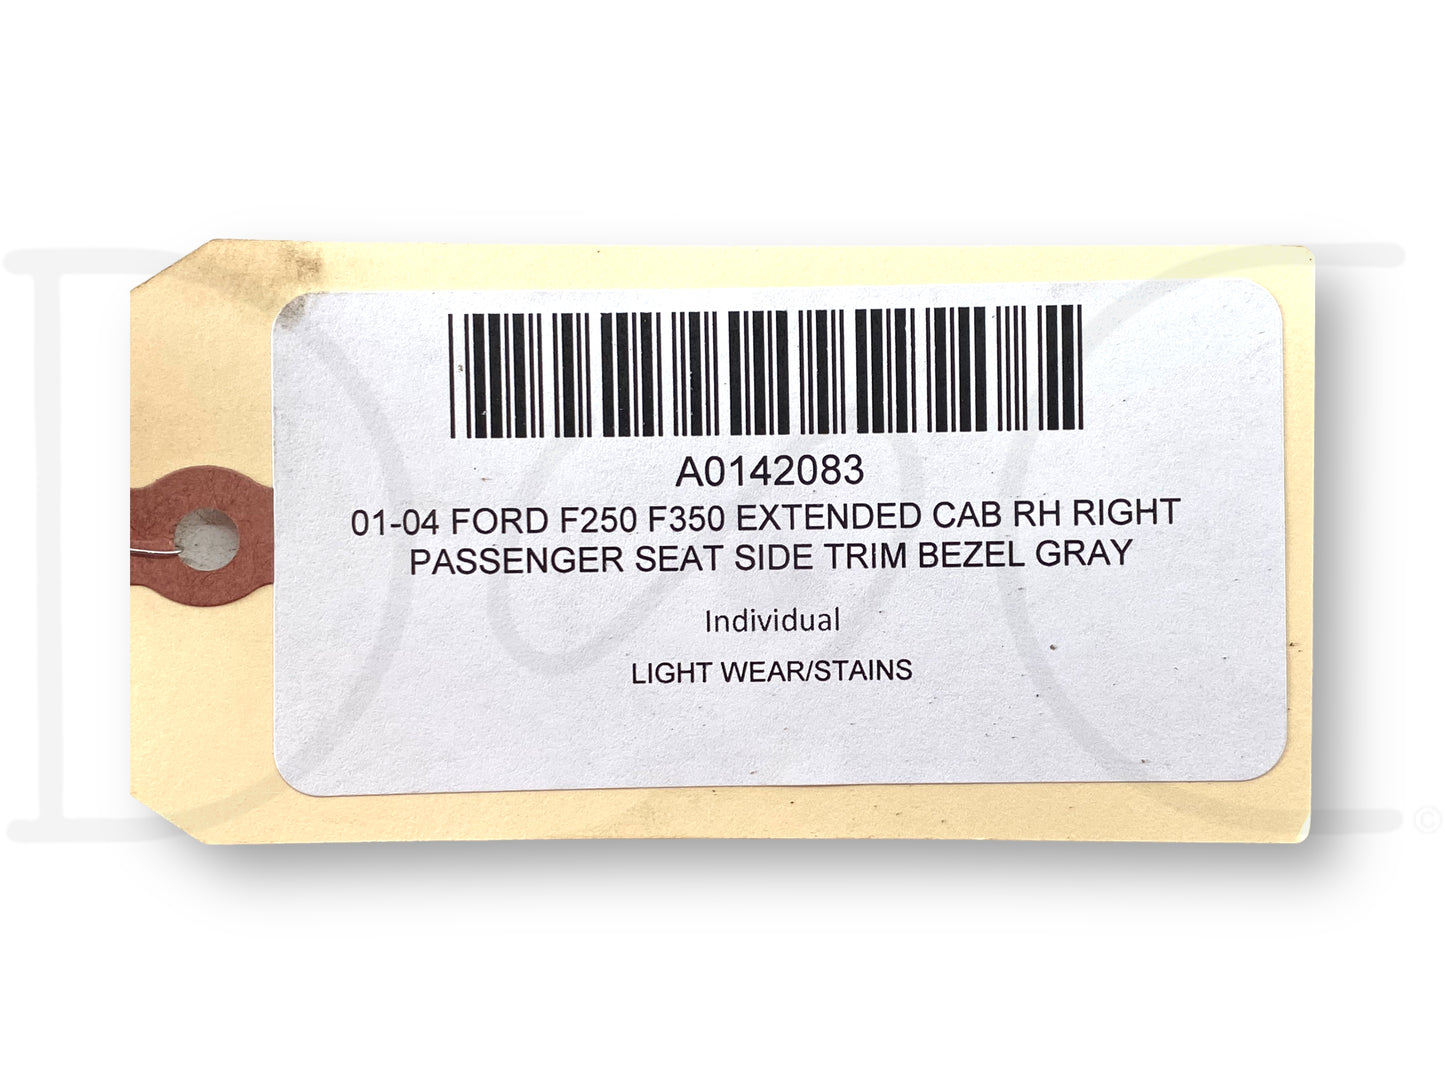 A0142083
01-04 FORD F250 F350 EXTENDED CAB RH RIGHT
PASSENGER SEAT SIDE TRIM BEZEL GRAY
Individual
LIGHT WEAR/STAINS
©